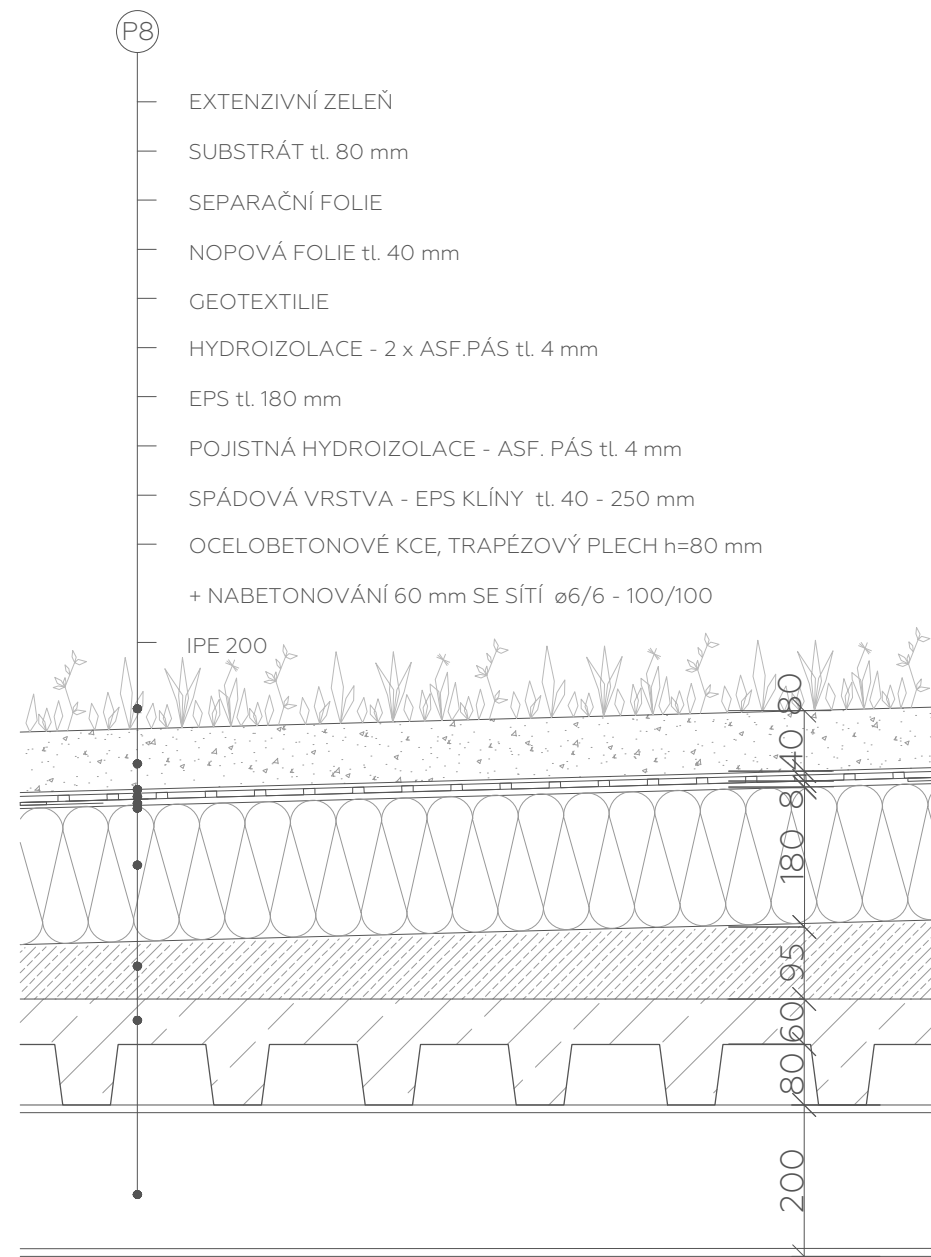 P8
EXTENZIVNÍ ZELEŇ
SUBSTRÁT tl. 80 mm
SEPARAČNÍ FOLIE
NOPOVÁ FOLIE tl. 40 mm
GEOTEXTILIE
HYDROIZOLACE - 2 x ASF.PÁS tl. 4 mm
EPS tl. 180 mm
POJISTNÁ HYDROIZOLACE - ASF. PÁS tl. 4 mm
SPÁDOVÁ VRSTVA - EPS KLÍNY tl. 40 - 250 mm
OCELOBETONOVÉ KCE, TRAPÉZOVÝ PLECH h=80 mm
+ NABETONOVÁNÍ 60 mm SE SÍTÍ ø6/6 - 100/100
IPE 200
80
40
8
180
95
60
80
200